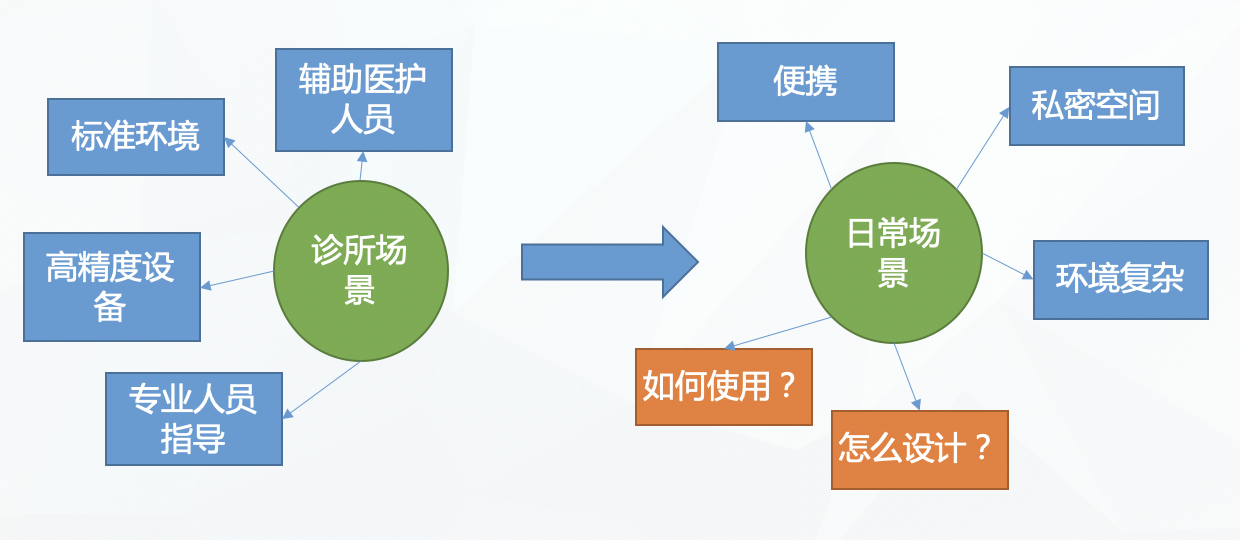 辅助医护
人员
标准环境
高精度设
备
专业人员
指导
诊所场
景
便携
私密空间
日常场
景
环境复杂
如何使用？
怎么设计？